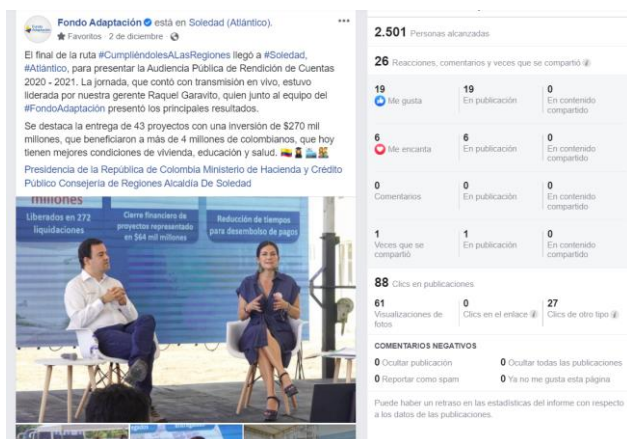 Fondo Adaptación está en Soledad (Atlántico).
Favoritos · 2 de diciembre ·
El final de la ruta #CumpliéndolesALasRegiones llegó a #Soledad,
#Atlántico, para presentar la Audiencia Pública de Rendición de Cuentas
2020 - 2021. La jornada, que contó con transmisión en vivo, estuvo
liderada por nuestra gerente Raquel Garavito, quien junto al equipo del
#FondoAdaptación presentó los principales resultados.
Se destaca la entrega de 43 proyectos con una inversión de $270 mil
millones, que beneficiaron a más de 4 millones de colombianos, que hoy
tienen mejores condiciones de vivienda, educación y salud.
Presidencia de la República de Colombia Ministerio de Hacienda y Crédito
Público Consejería de Regiones Alcaldía De Soledad
millones
Liberados en 272
liquidaciones
Cierre financiero de
proyectos representado
en $64 mil millones
Reducción de tiempos
para desembolso de pagos
2.501 Personas alcanzadas
26 Reacciones, comentarios y veces que se compartió
19 19 0
Me gusta En publicación En contenido
compartido
6 6 0
Me encanta En publicación En contenido
compartido
0 0 0
Comentarios En publicación En contenido
compartido
1 1 0
Veces que se En publicación En contenido
compartió compartido
88 Clics en publicaciones
61 0 27
Visualizaciones de Clics en el enlace Clics de otro tipo
fotos
COMENTARIOS NEGATIVOS
0 Ocultar publicación 0 Ocultar todas las publicaciones
0 Reportar como spam 0 Ya no me gusta esta página
Puede haber un retraso en las estadísticas del informe con respecto
a los datos de las publicaciones.